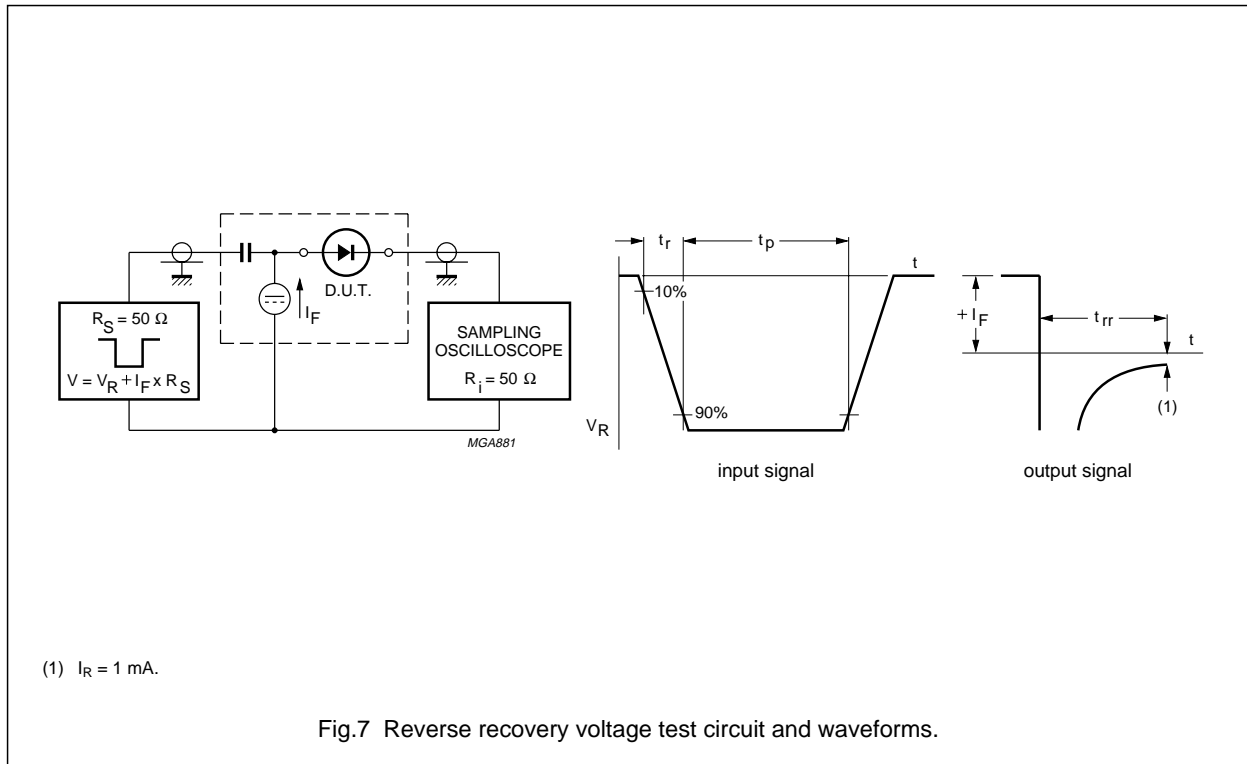 R_S = 50 Ω
V = V_R + I_F x R_S
I_F
D.U.T.
SAMPLING
OSCILLOSCOPE
R_i = 50 Ω
MGA881
t_r
t_p
t
10%
90%
V_R
input signal
+ I_F
t_rr
t
(1)
output signal
(1) I_R = 1 mA.
Fig.7 Reverse recovery voltage test circuit and waveforms.